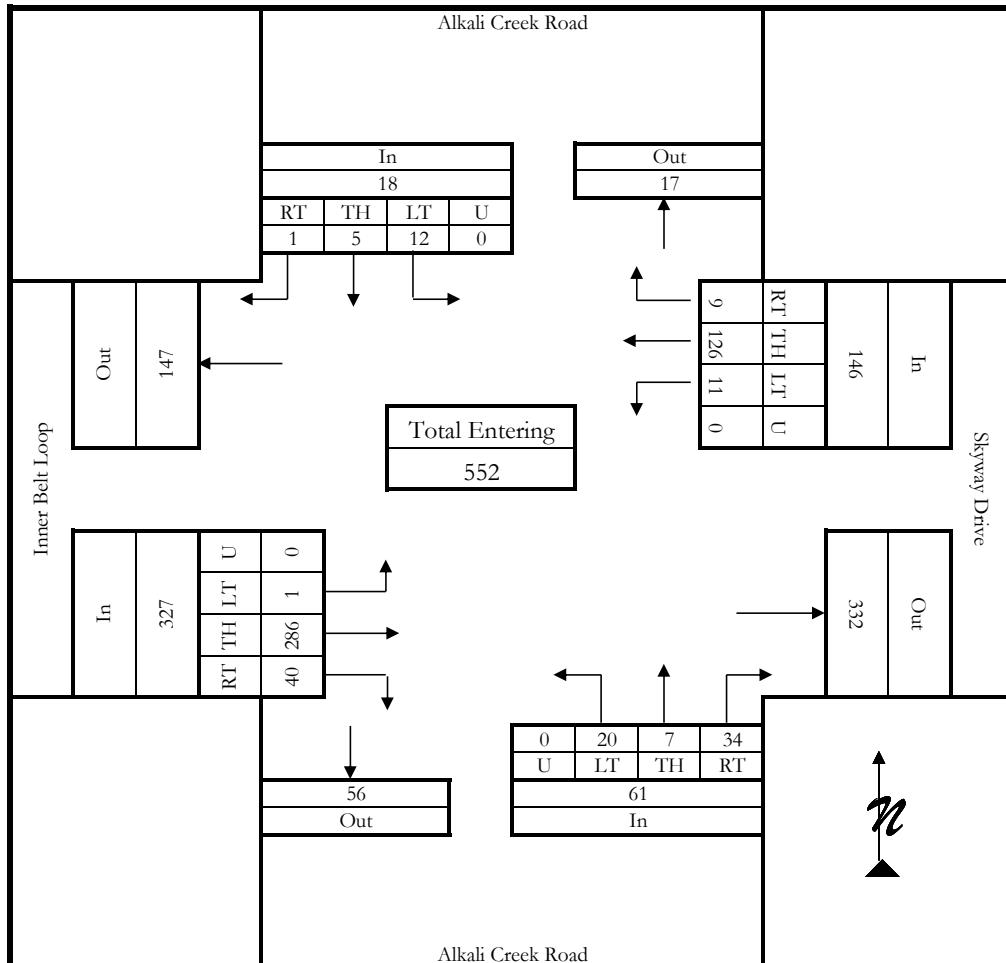 Alkali Creek Road
In
18
RT TH LT U
1 5 12 0
Out
17
Out
147
9 RT
126 TH
11 LT
0 U
146
In
Total Entering
552
Inner Belt Loop
Skyway Drive
In
327
U 0
LT 1
TH 286
RT 40
332
Out
0 20 7 34
U LT TH RT
61
In
56
Out
N
Alkali Creek Road